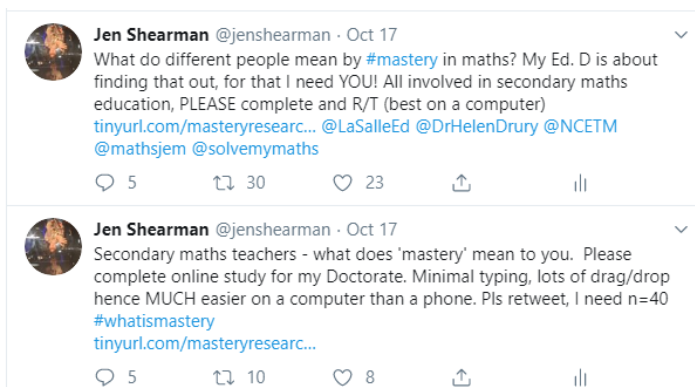 Jen Shearman @jenshearman · Oct 17
What do different people mean by #mastery in maths? My Ed. D is about
finding that out, for that I need YOU! All involved in secondary maths
education, PLEASE complete and R/T (best on a computer)
tinyurl.com/masteryresearc... @LaSalleEd @DrHelenDrury @NCETM
@mathsjem @solvemymaths
5 30 23
Jen Shearman @jenshearman · Oct 17
Secondary maths teachers - what does 'mastery' mean to you. Please
complete online study for my Doctorate. Minimal typing, lots of drag/drop
hence MUCH easier on a computer than a phone. Pls retweet, I need n=40
#whatismastery
tinyurl.com/masteryresearc...
5 10 8